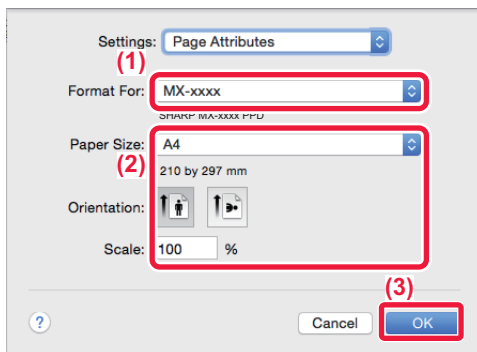 Settings: Page Attributes
(1)
Format For: MX-xxxx
SHARP MX-xxxx PPD
Paper Size: A4
(2)
210 by 297 mm
Orientation:
Scale: 100 %
(3)
? Cancel OK